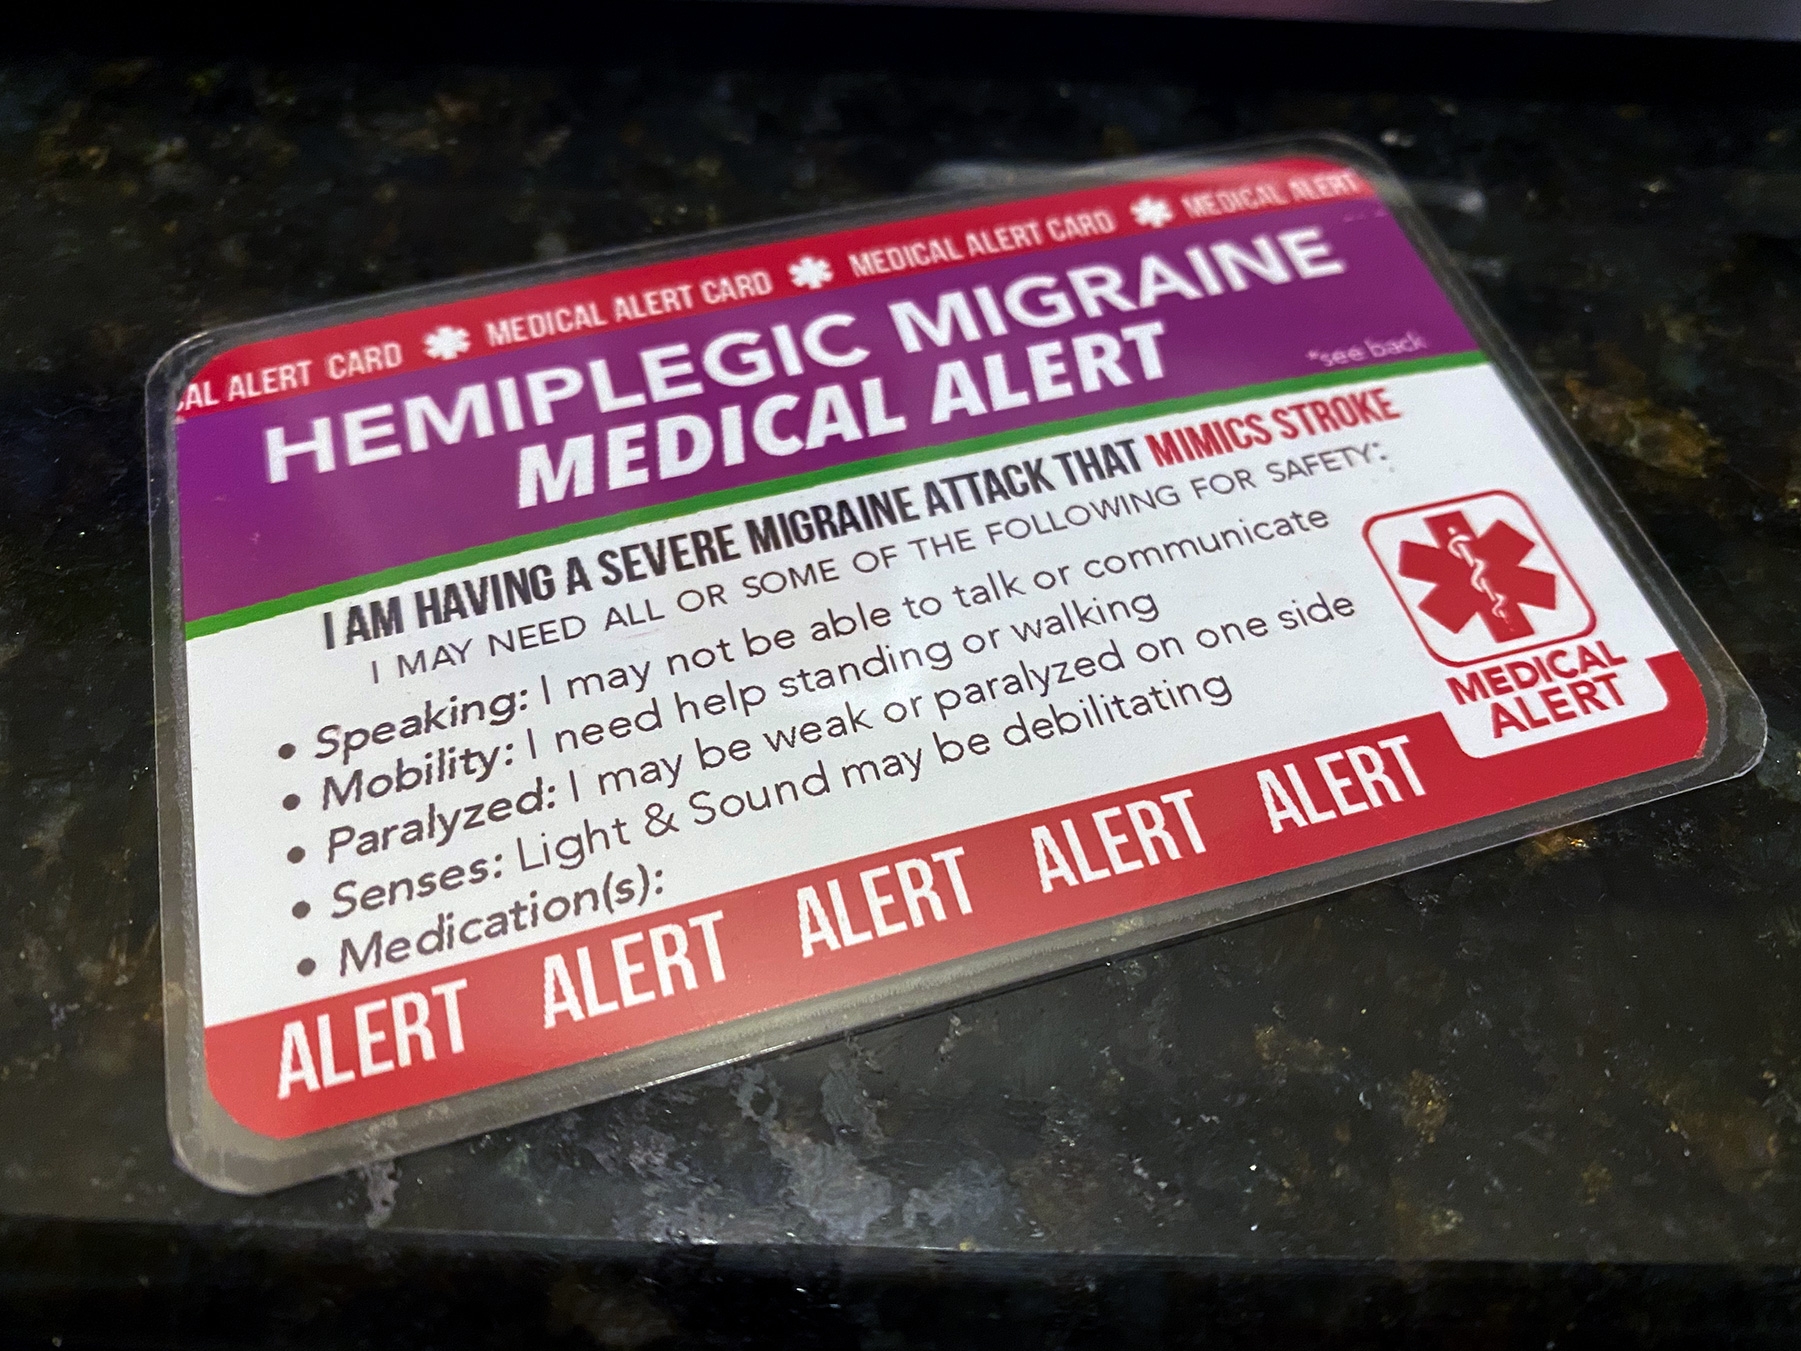 AL ALERT CARD * MEDICAL ALERT CARD * MEDICAL ALERT CARD * MEDICAL ALERT
HEMIPLEGIC MIGRAINE
MEDICAL ALERT
*see back
I AM HAVING A SEVERE MIGRAINE ATTACK THAT MIMICS STROKE
I MAY NEED ALL OR SOME OF THE FOLLOWING FOR SAFETY:
• Speaking: I may not be able to talk or communicate
• Mobility: I need help standing or walking
• Paralyzed: I may be weak or paralyzed on one side
• Senses: Light & Sound may be debilitating
• Medication(s):
MEDICAL
ALERT
ALERT ALERT ALERT ALERT ALERT